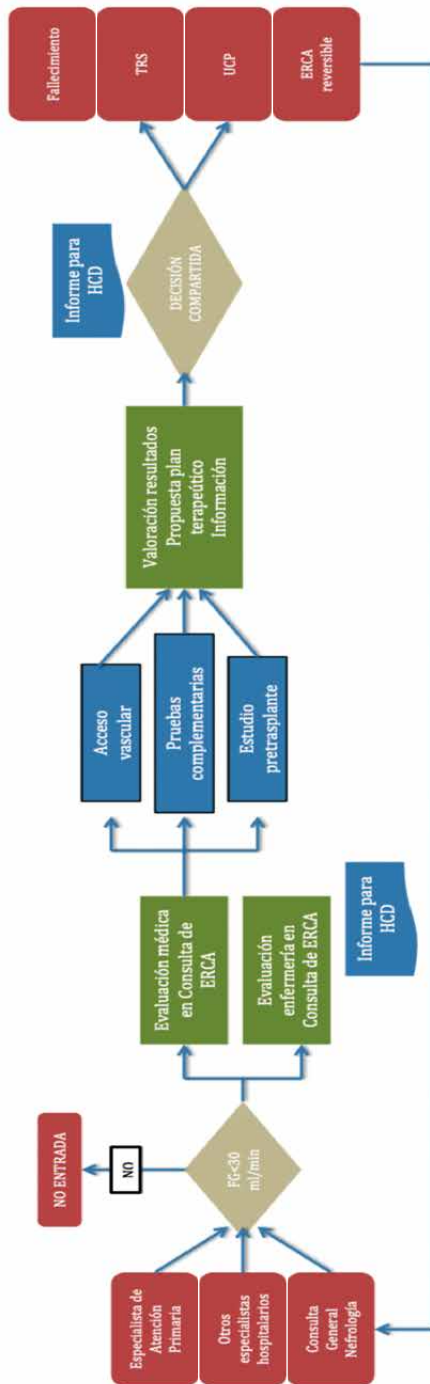 Especialista de
Atención
Primaria
Otros
especialistas
hospitalarios
Consulta
General
Nefrología
NO ENTRADA
NO
FG<30
ml/min
Evaluación médica
en Consulta de
ERCA
Evaluación
enfermería en
Consulta de ERCA
Informe para
HCD
Acceso
vascular
Pruebas
complementarias
Estudio
pretrasplante
Valoración resultados
Propuesta plan
terapeútico
Información
Informe para
HCD
DECISIÓN
COMPARTIDA
Fallecimiento
TRS
UCP
ERCA
reversible